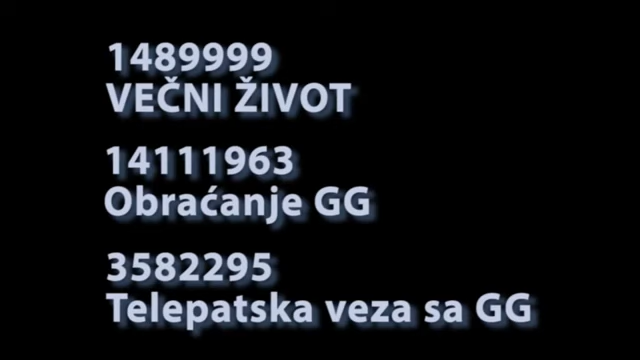 1489999
VEČNI ŽIVOT
14111963
Obraćanje GG
3582295
Telepatska veza sa GG